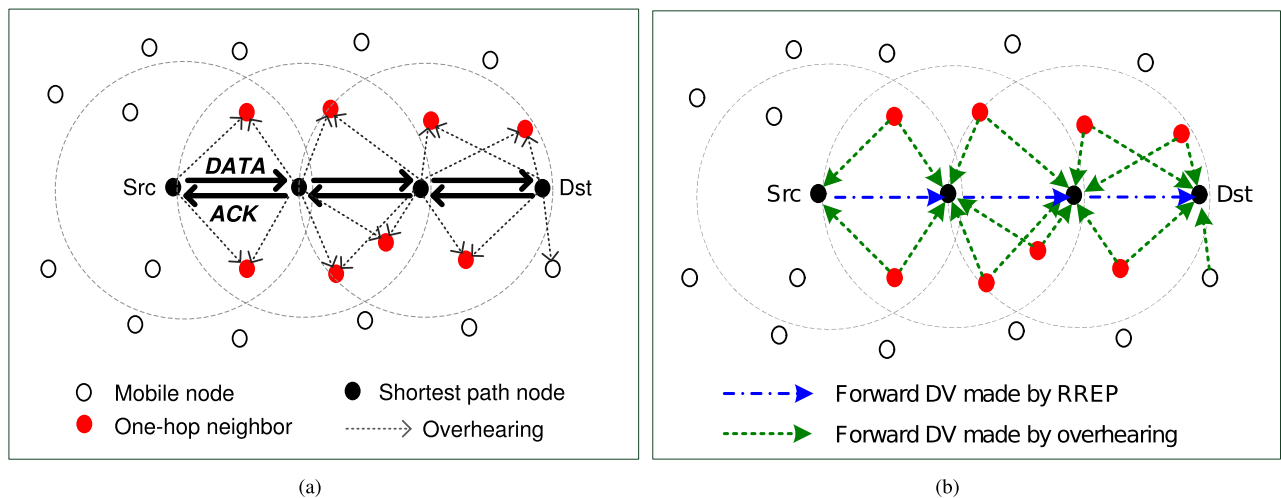 DATA
Src
Dst
ACK
Mobile node
Shortest path node
One-hop neighbor
Overhearing
(a)
Src
Dst
Forward DV made by RREP
Forward DV made by overhearing
(b)